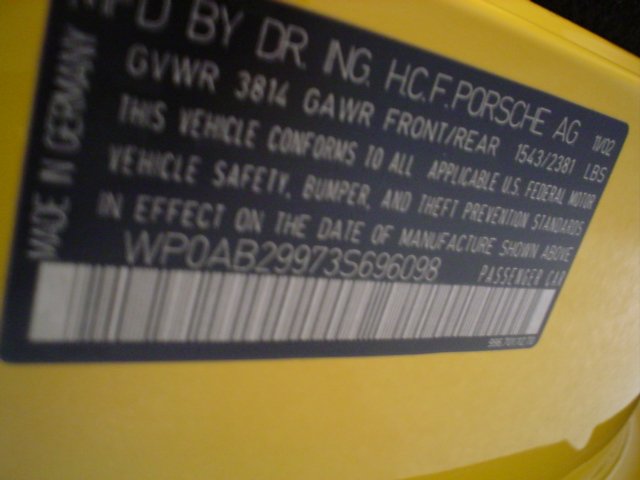 MFD BY DR. ING. H.C.F. PORSCHE AG 11/02
GVWR 3814 GAWR FRONT/REAR 1543/2381 LBS
THIS VEHICLE CONFORMS TO ALL APPLICABLE U.S. FEDERAL MOTOR
VEHICLE SAFETY, BUMPER, AND THEFT PREVENTION STANDARDS
IN EFFECT ON THE DATE OF MANUFACTURE SHOWN ABOVE
WP0AB29973S696098 PASSENGER CAR
MADE IN GERMANY